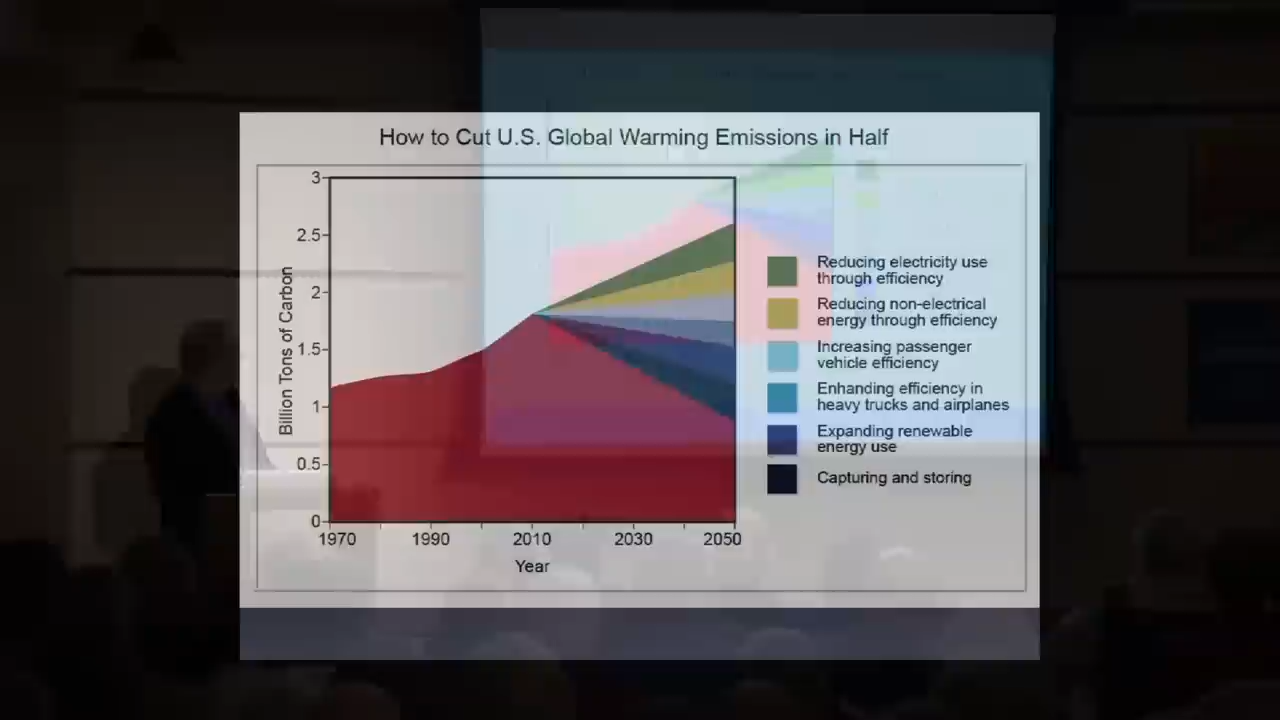 How to Cut U.S. Global Warming Emissions in Half
3
2.5
2
1.5
1
0.5
0
Billion Tons of Carbon
1970 1990 2010 2030 2050
Year
Reducing electricity use
through efficiency
Reducing non-electrical
energy through efficiency
Increasing passenger
vehicle efficiency
Enhanding efficiency in
heavy trucks and airplanes
Expanding renewable
energy use
Capturing and storing